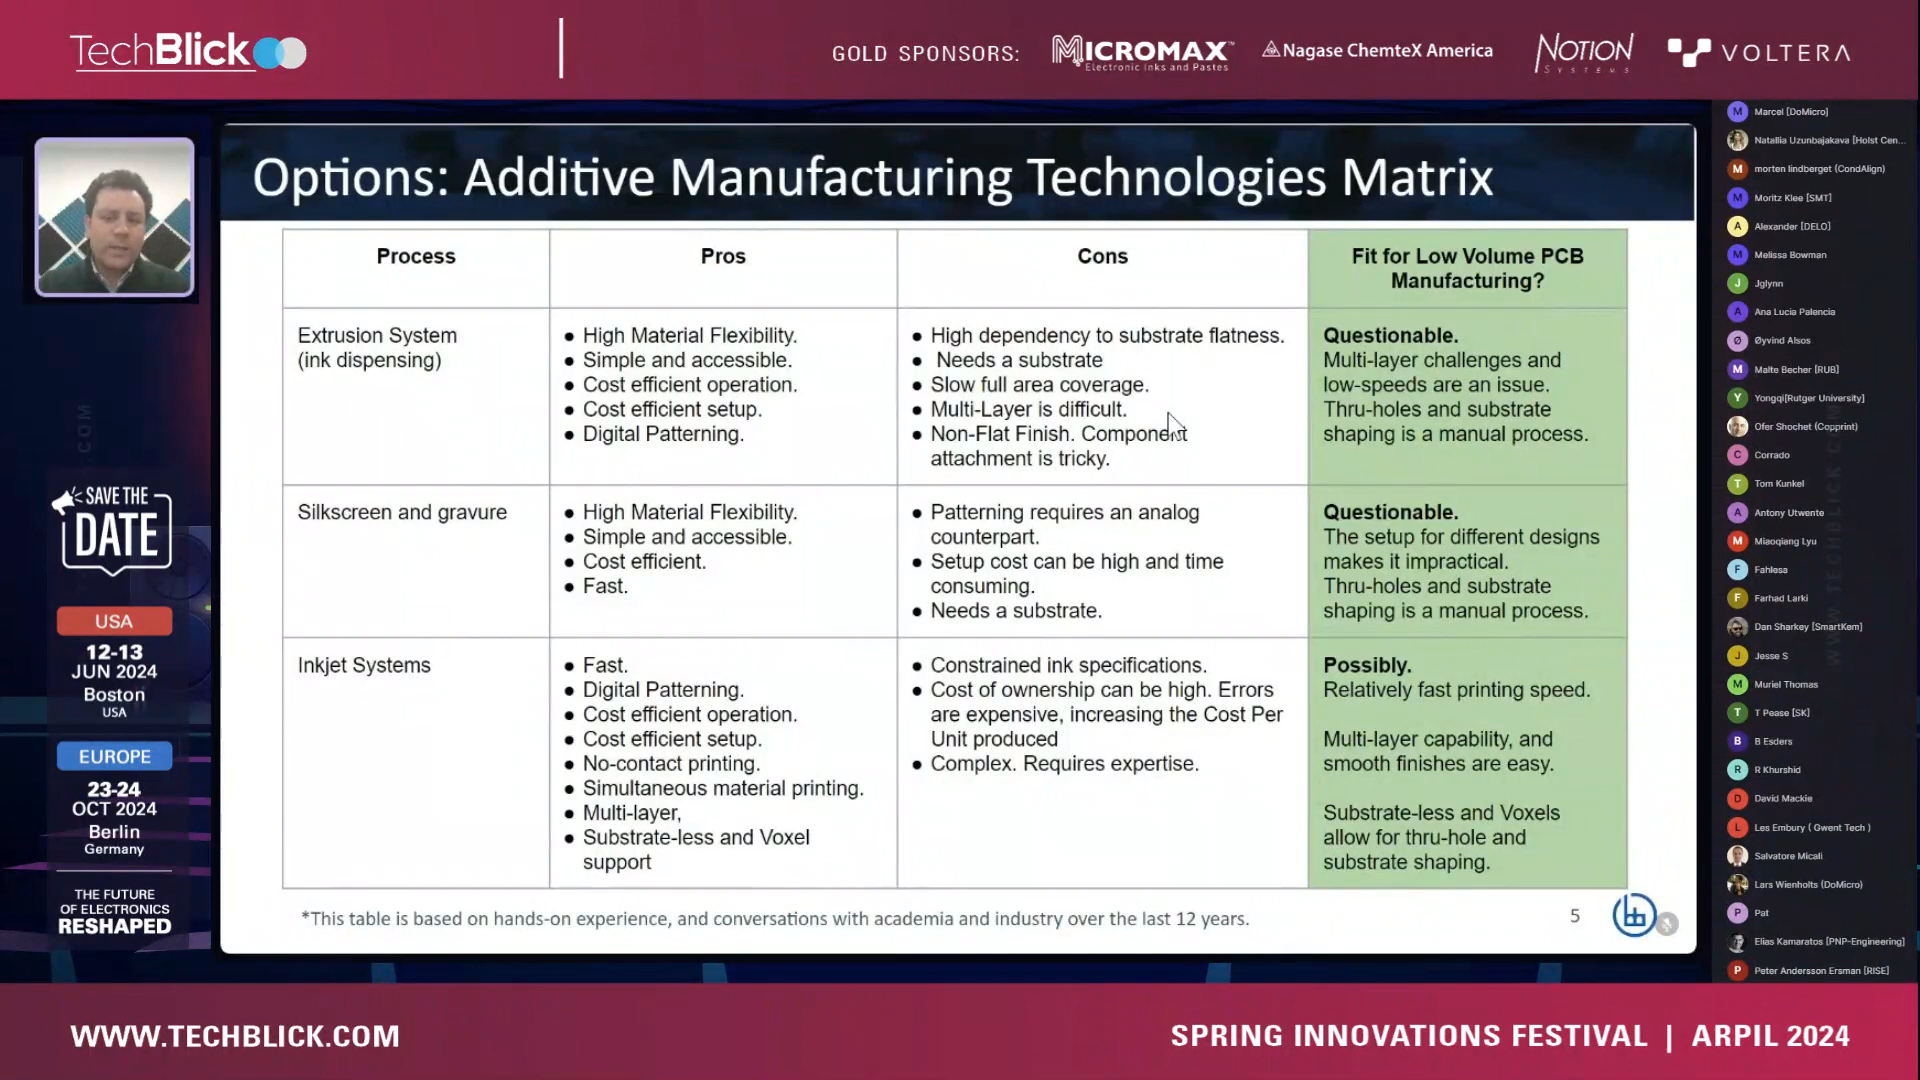 TechBlick
GOLD SPONSORS:
MICROMAX™
Electronic Inks and Pastes
Nagase ChemteX America
NOTION
SYSTEMS
VOLTERA
Options: Additive Manufacturing Technologies Matrix
Process
Pros
Cons
Fit for Low Volume PCB
Manufacturing?
Extrusion System
(ink dispensing)
● High Material Flexibility.
● Simple and accessible.
● Cost efficient operation.
● Cost efficient setup.
● Digital Patterning.
● High dependency to substrate flatness.
● Needs a substrate
● Slow full area coverage.
● Multi-Layer is difficult.
● Non-Flat Finish. Component
attachment is tricky.
Questionable.
Multi-layer challenges and
low-speeds are an issue.
Thru-holes and substrate
shaping is a manual process.
Silkscreen and gravure
● High Material Flexibility.
● Simple and accessible.
● Cost efficient.
● Fast.
● Patterning requires an analog
counterpart.
● Setup cost can be high and time
consuming.
● Needs a substrate.
Questionable.
The setup for different designs
makes it impractical.
Thru-holes and substrate
shaping is a manual process.
Inkjet Systems
● Fast.
● Digital Patterning.
● Cost efficient operation.
● Cost efficient setup.
● No-contact printing.
● Simultaneous material printing.
● Multi-layer,
● Substrate-less and Voxel
support
● Constrained ink specifications.
● Cost of ownership can be high. Errors
are expensive, increasing the Cost Per
Unit produced
● Complex. Requires expertise.
Possibly.
Relatively fast printing speed.
Multi-layer capability, and
smooth finishes are easy.
Substrate-less and Voxels
allow for thru-hole and
substrate shaping.
*This table is based on hands-on experience, and conversations with academia and industry over the last 12 years.
5
SAVE THE
DATE
USA
12-13
JUN 2024
Boston
USA
EUROPE
23-24
OCT 2024
Berlin
Germany
THE FUTURE
OF ELECTRONICS
RESHAPED
M Marcel [DoMicro]
Natallia Uzunbajakava [Holst Cen...
M morten lindberget (CondAlign)
M Moritz Klee [SMT]
A Alexander [DELO]
M Melissa Bowman
J Jglynn
A Ana Lucia Palencia
Ø Øyvind Alsos
M Malte Becher [RUB]
Y Yongqi[Rutger University]
Ofer Shochet (Copprint)
C Corrado
T Tom Kunkel
A Antony Utwente
M Miaoqiang Lyu
F Fahlesa
F Farhad Larki
Dan Sharkey [SmartKem]
J Jesse S
M Muriel Thomas
T T Pease [SK]
B B Esders
R R Khurshid
D David Mackie
L Les Embury ( Gwent Tech )
Salvatore Micali
Lars Wienholts (DoMicro)
P Pat
Elias Kamaratos [PNP-Engineering]
P Peter Andersson Ersman [RISE]
WWW.TECHBLICK.COM
WWW.TECHBLICK.COM
SPRING INNOVATIONS FESTIVAL | ARPIL 2024